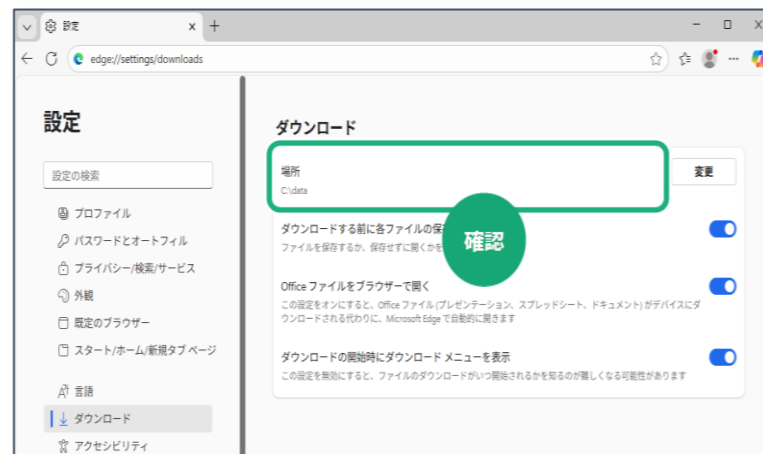 設定
edge://settings/downloads
設定
設定の検索
プロファイル
パスワードとオートフィル
プライバシー/検索/サービス
外観
既定のブラウザー
スタート/ホーム/新規タブ ページ
言語
ダウンロード
アクセシビリティ
ダウンロード
場所
C:\data
変更
ダウンロードする前に各ファイルの保
ファイルを保存するか、保存せずに開くかを
確認
Office ファイルをブラウザーで開く
この設定をオンにすると、Office ファイル (プレゼンテーション、スプレッドシート、ドキュメント) がデバイスにダ
ウンロードされる代わりに、Microsoft Edge で自動的に開きます
ダウンロードの開始時にダウンロード メニューを表示
この設定を無効にすると、ファイルのダウンロードがいつ開始されるかを知るのが難しくなる可能性があります